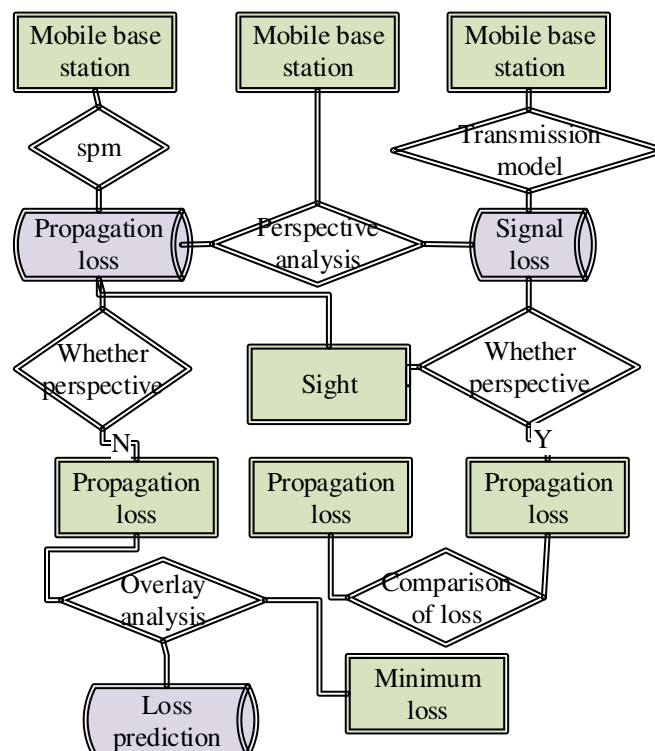 Mobile base
station
Mobile base
station
Mobile base
station
spm
Transmission
model
Propagation
loss
Perspective
analysis
Signal
loss
Whether
perspective
Sight
Whether
perspective
N
Y
Propagation
loss
Propagation
loss
Propagation
loss
Overlay
analysis
Comparison
of loss
Minimum
loss
Loss
prediction